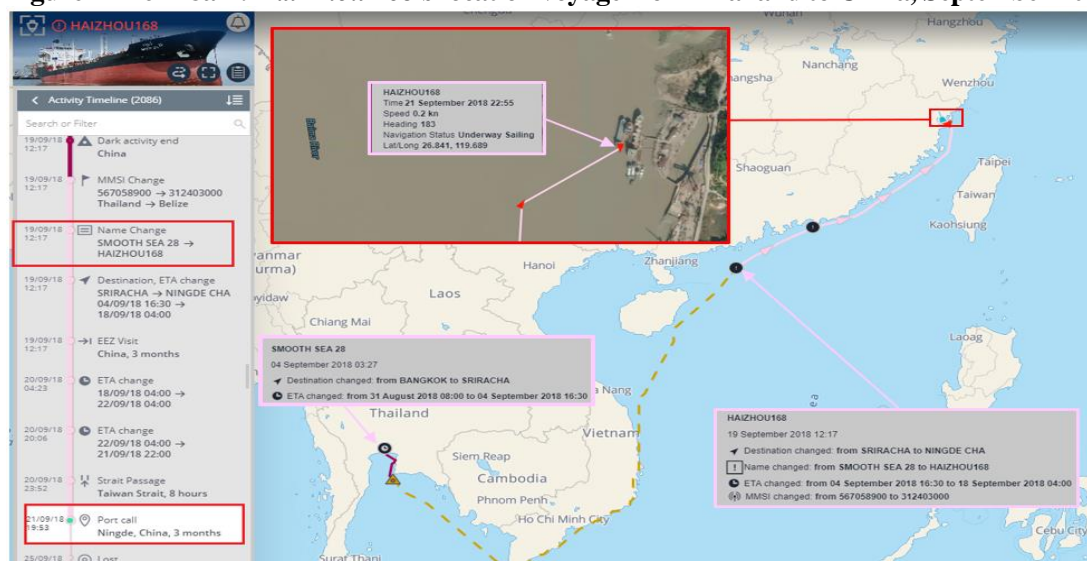 HAIZHOU168
Activity Timeline (2086)
Search or Filter
19/09/18
12:17
Dark activity end
China
19/09/18
12:17
MMSI Change
567058900 → 312403000
Thailand → Belize
19/09/18
12:17
Name Change
SMOOTH SEA 28 →
HAIZHOU168
19/09/18
12:17
Destination, ETA change
SRIRACHA → NINGDE CHA
04/09/18 16:30 →
18/09/18 04:00
19/09/18
12:17
EEZ Visit
China, 3 months
20/09/18
04:23
ETA change
18/09/18 04:00 →
22/09/18 04:00
20/09/18
20:06
ETA change
22/09/18 04:00 →
21/09/18 22:00
20/09/18
23:52
Strait Passage
Taiwan Strait, 8 hours
21/09/18
19:53
Port call
Ningde, China, 3 months
25/09/18
Lost
HAIZHOU168
Time 21 September 2018 22:55
Speed 0.2 kn
Heading 183
Navigation Status Underway Sailing
Lat/Long 26.841, 119.689
SMOOTH SEA 28
04 September 2018 03:27
Destination changed: from BANGKOK to SRIRACHA
ETA changed: from 31 August 2018 08:00 to 04 September 2018 16:30
HAIZHOU168
19 September 2018 12:17
Destination changed: from SRIRACHA to NINGDE CHA
Name changed: from SMOOTH SEA 28 to HAIZHOU168
ETA changed: from 04 September 2018 16:30 to 18 September 2018 04:00
MMSI changed: from 567058900 to 312403000
Wuhan
Hangzhou
Nanchang
angsha
Wenzhou
Shaoguan
Taipei
Taiwan
Kaohsiung
Zhanjiang
Hanoi
yanmar
urma)
yidaw
Laos
Chiang Mai
Laoag
a Nang
Thailand
Vietnam
Siem Reap
Cambodia
Phnom Penh
Ho Chi Minh City
Surat Thani
Cebu City